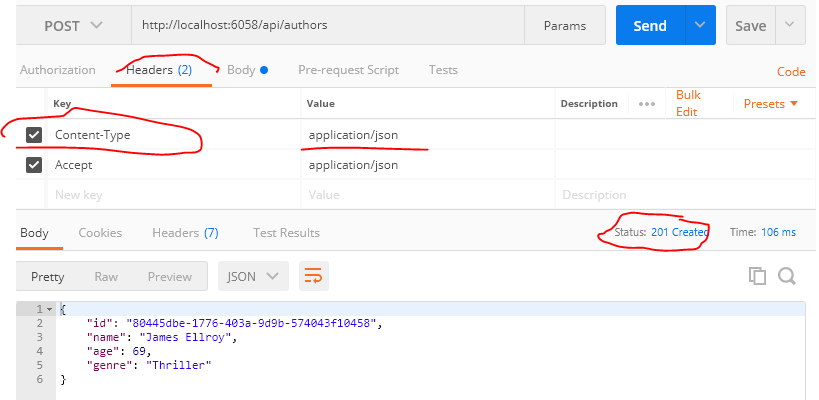 POST http://localhost:6058/api/authors Params Send Save
Authorization Headers (2) Body Pre-request Script Tests Code
Key Value Description ••• Bulk Edit Presets
Content-Type application/json
Accept application/json
New key Value Description
Body Cookies Headers (7) Test Results Status: 201 Created Time: 106 ms
Pretty Raw Preview JSON
1 {
2 "id": "80445dbe-1776-403a-9d9b-574043f10458",
3 "name": "James Ellroy",
4 "age": 69,
5 "genre": "Thriller"
6 }